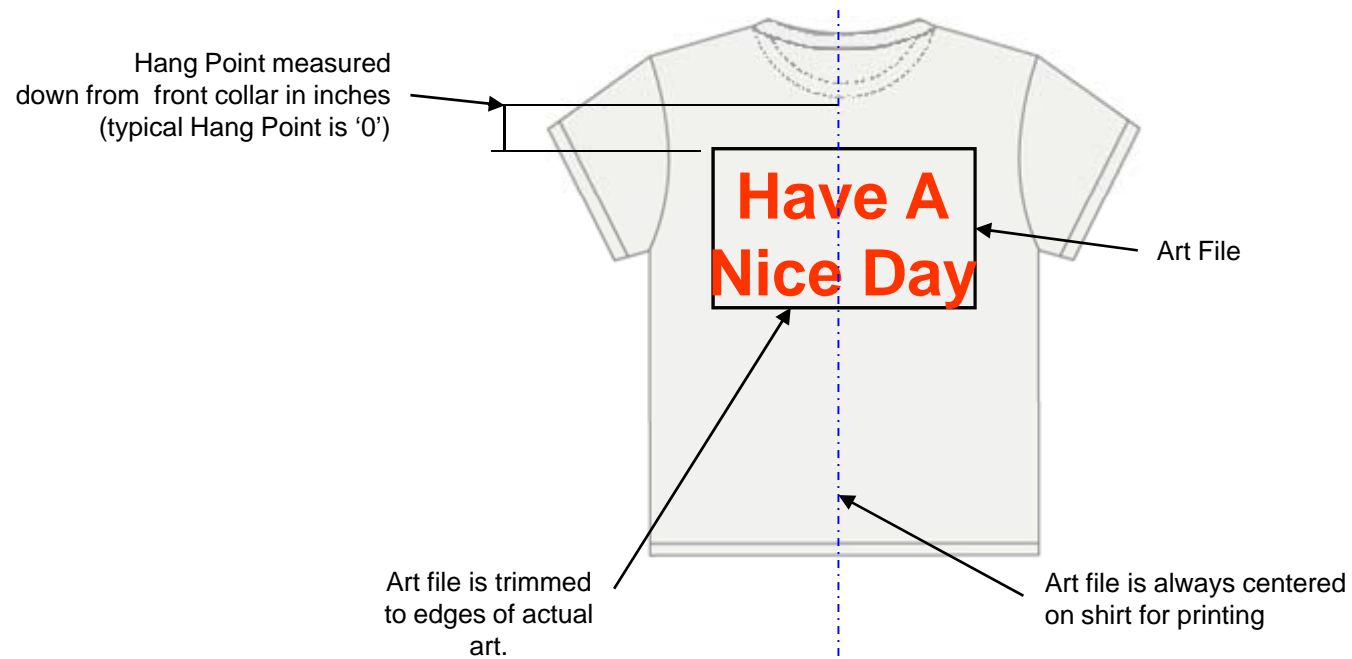 Hang Point measured
down from front collar in inches
(typical Hang Point is ‘0’)
Have A
Nice Day
Art File
Art file is trimmed
to edges of actual
art.
Art file is always centered
on shirt for printing